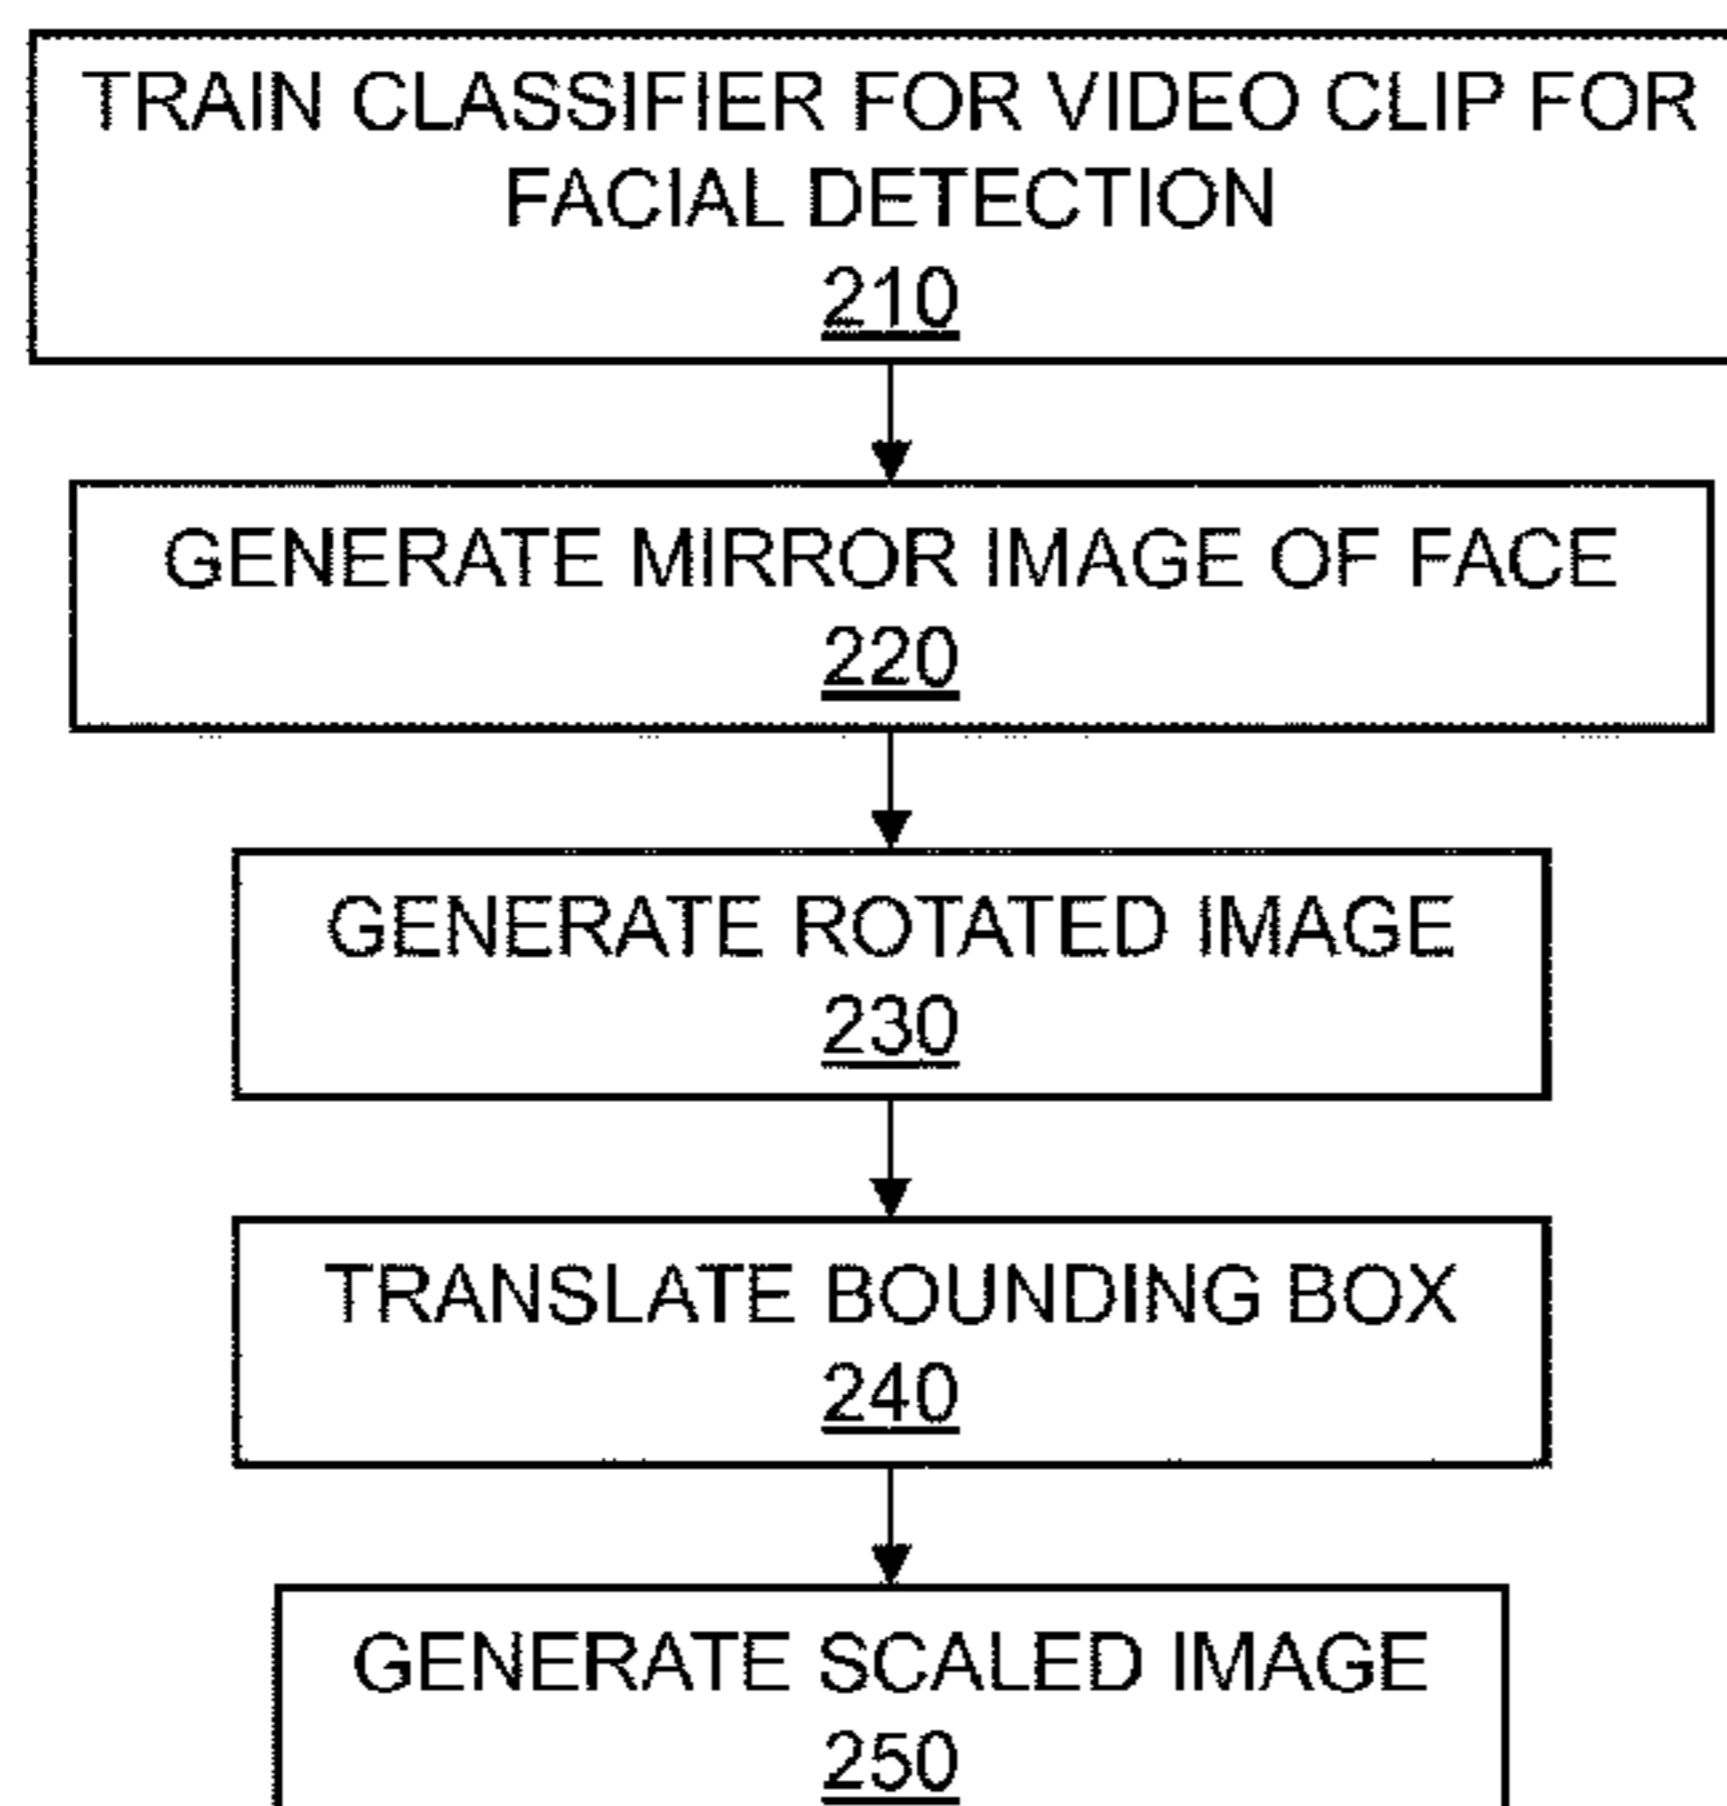 TRAIN CLASSIFIER FOR VIDEO CLIP FOR
FACIAL DETECTION
210
GENERATE MIRROR IMAGE OF FACE
220
GENERATE ROTATED IMAGE
230
TRANSLATE BOUNDING BOX
240
GENERATE SCALED IMAGE
250